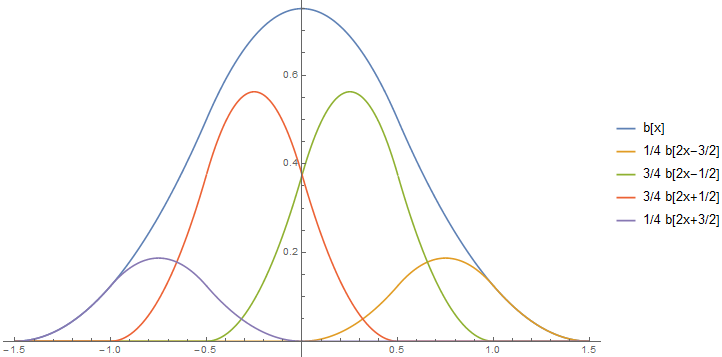 0.6
0.4
0.2
−1.5 −1.0 −0.5 0.5 1.0 1.5
b[x]
1/4 b[2x−3/2]
3/4 b[2x−1/2]
3/4 b[2x+1/2]
1/4 b[2x+3/2]